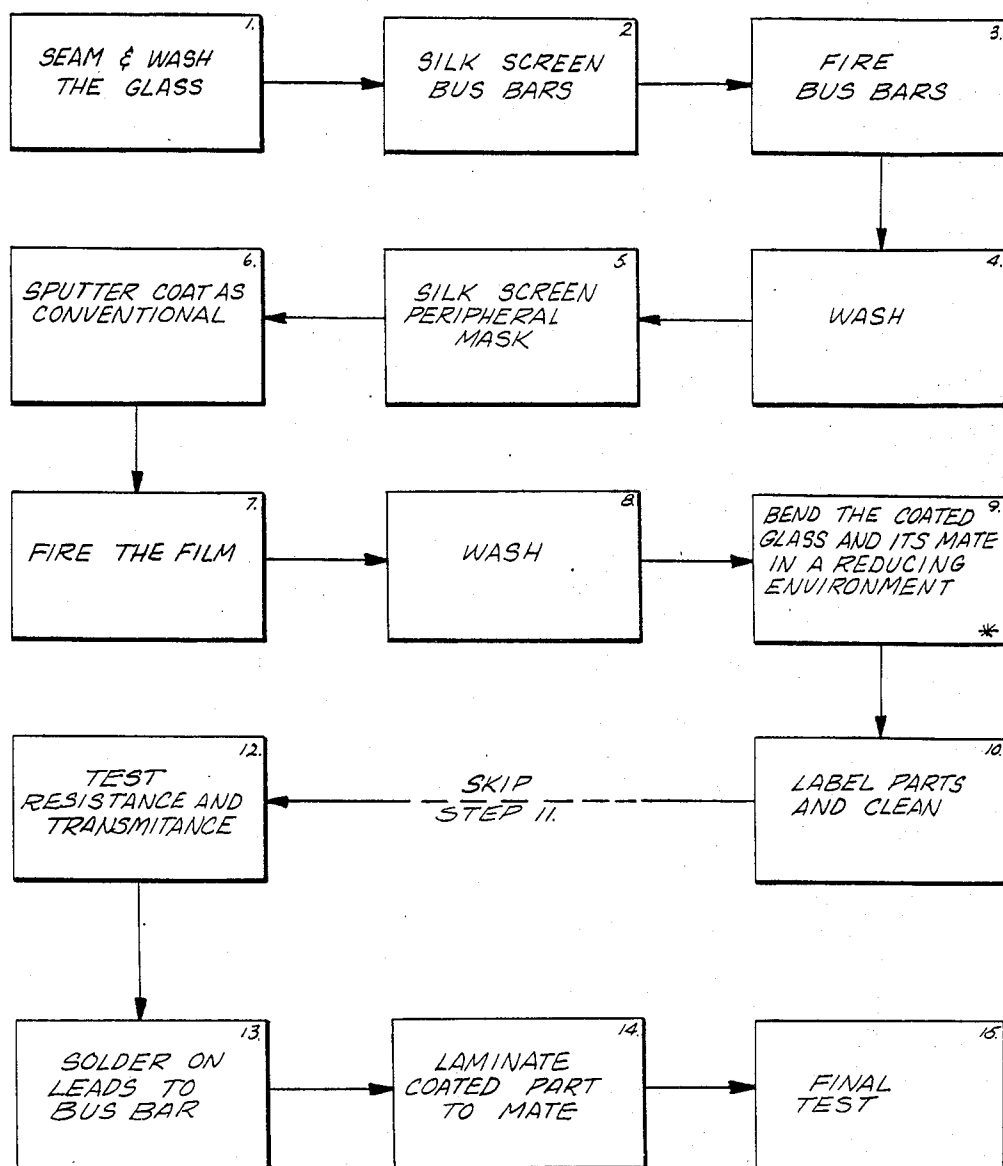 1.
SEAM & WASH
THE GLASS
2
SILK SCREEN
BUS BARS
3.
FIRE
BUS BARS
4.
WASH
5.
SILK SCREEN
PERIPHERAL
MASK
6.
SPUTTER COAT AS
CONVENTIONAL
7.
FIRE THE FILM
8.
WASH
9.
BEND THE COATED
GLASS AND ITS MATE
IN A REDUCING
ENVIRONMENT
*
10.
LABEL PARTS
AND CLEAN
SKIP
STEP 11.
12.
TEST
RESISTANCE AND
TRANSMITANCE
13.
SOLDER ON
LEADS TO
BUS BAR
14.
LAMINATE
COATED PART
TO MATE
15.
FINAL
TEST